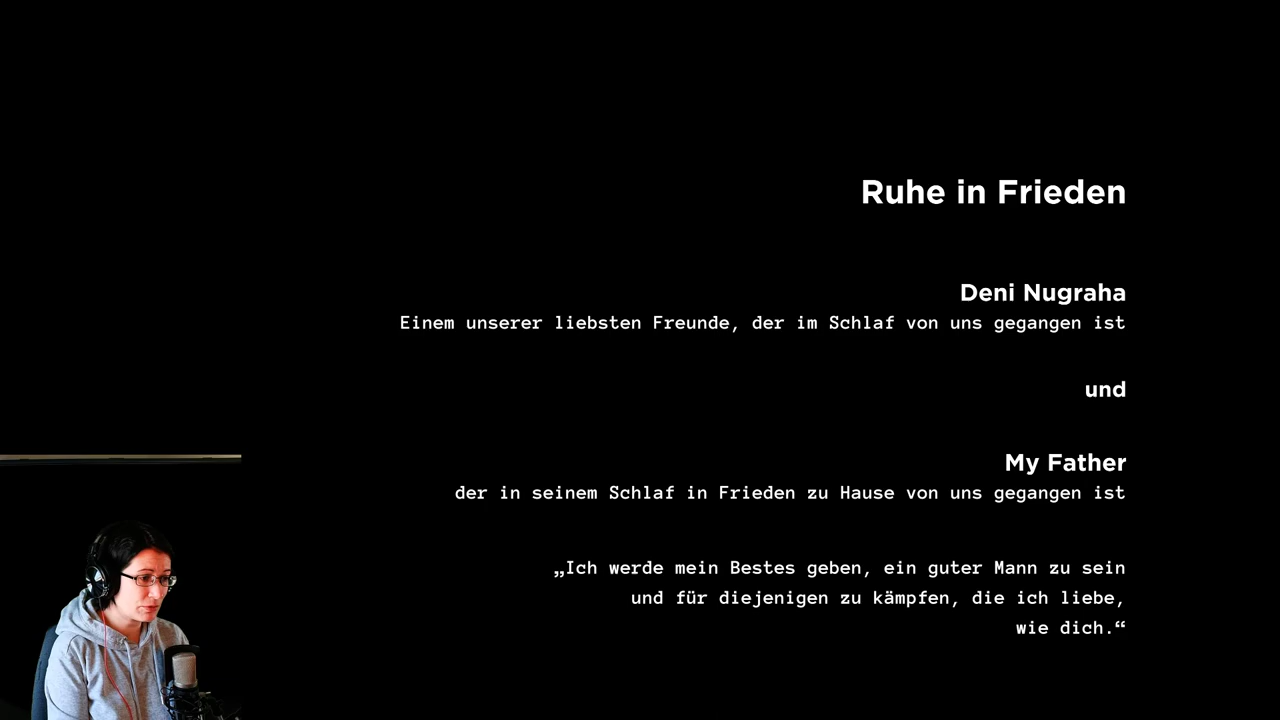 Ruhe in Frieden
Deni Nugraha
Einem unserer liebsten Freunde, der im Schlaf von uns gegangen ist
und
My Father
der in seinem Schlaf in Frieden zu Hause von uns gegangen ist
„Ich werde mein Bestes geben, ein guter Mann zu sein
und für diejenigen zu kämpfen, die ich liebe,
wie dich.“